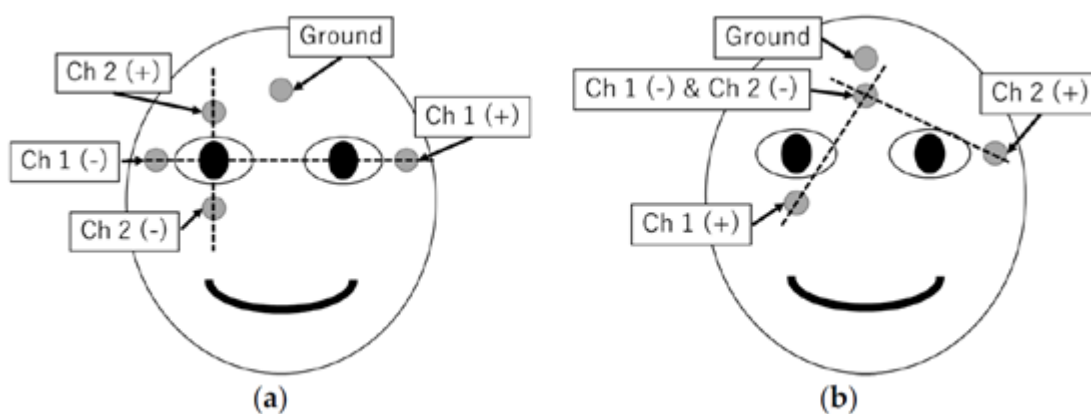 Ground
Ch 2 (+)
Ch 1 (+)
Ch 1 (-)
Ch 2 (-)
(a)
Ground
Ch 1 (-) & Ch 2 (-)
Ch 2 (+)
Ch 1 (+)
(b)